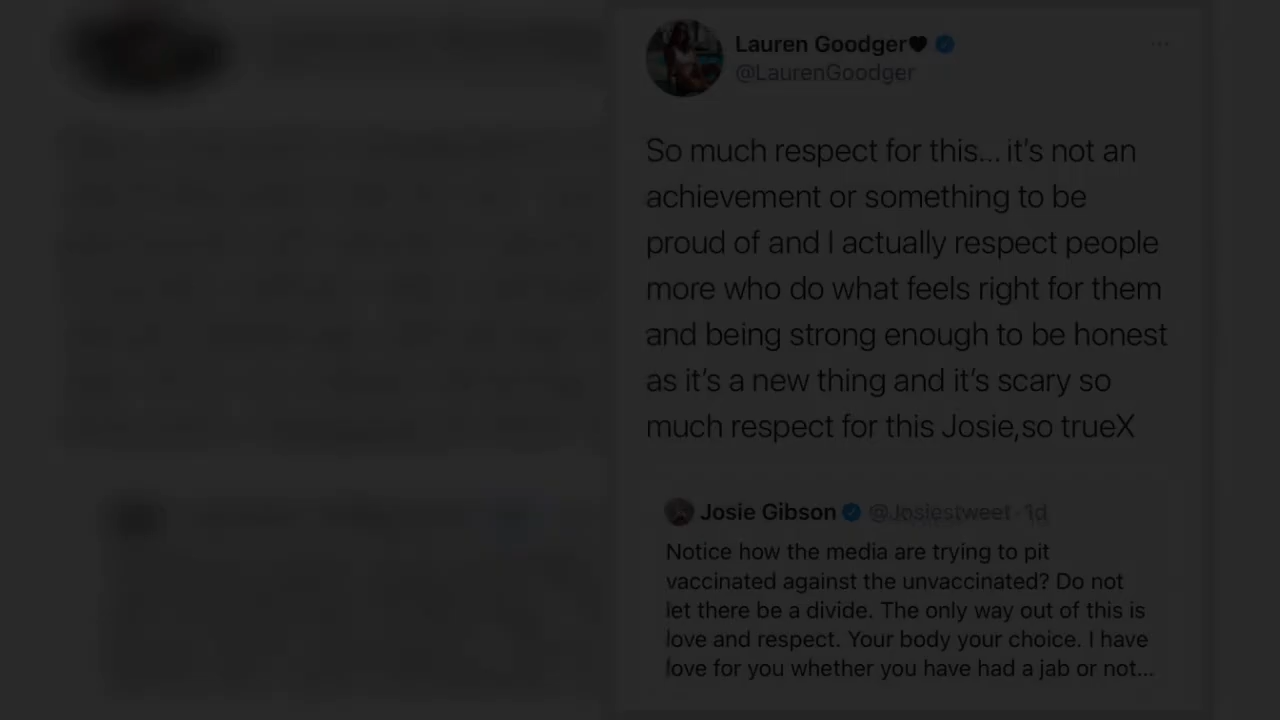 Lauren Goodger🖤
@LaurenGoodger
So much respect for this... it's not an
achievement or something to be
proud of and I actually respect people
more who do what feels right for them
and being strong enough to be honest
as it's a new thing and it's scary so
much respect for this Josie,so trueX
Josie Gibson @Josiestweet · 1d
Notice how the media are trying to pit
vaccinated against the unvaccinated? Do not
let there be a divide. The only way out of this is
love and respect. Your body your choice. I have
love for you whether you have had a jab or not...